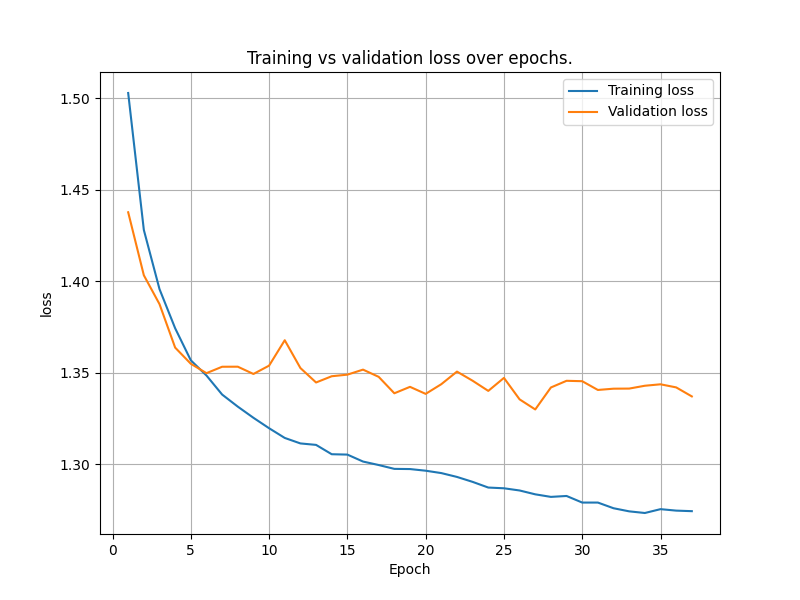 Training vs validation loss over epochs.
Training loss
Validation loss
1.50
1.45
1.40
1.35
1.30
loss
0 5 10 15 20 25 30 35
Epoch